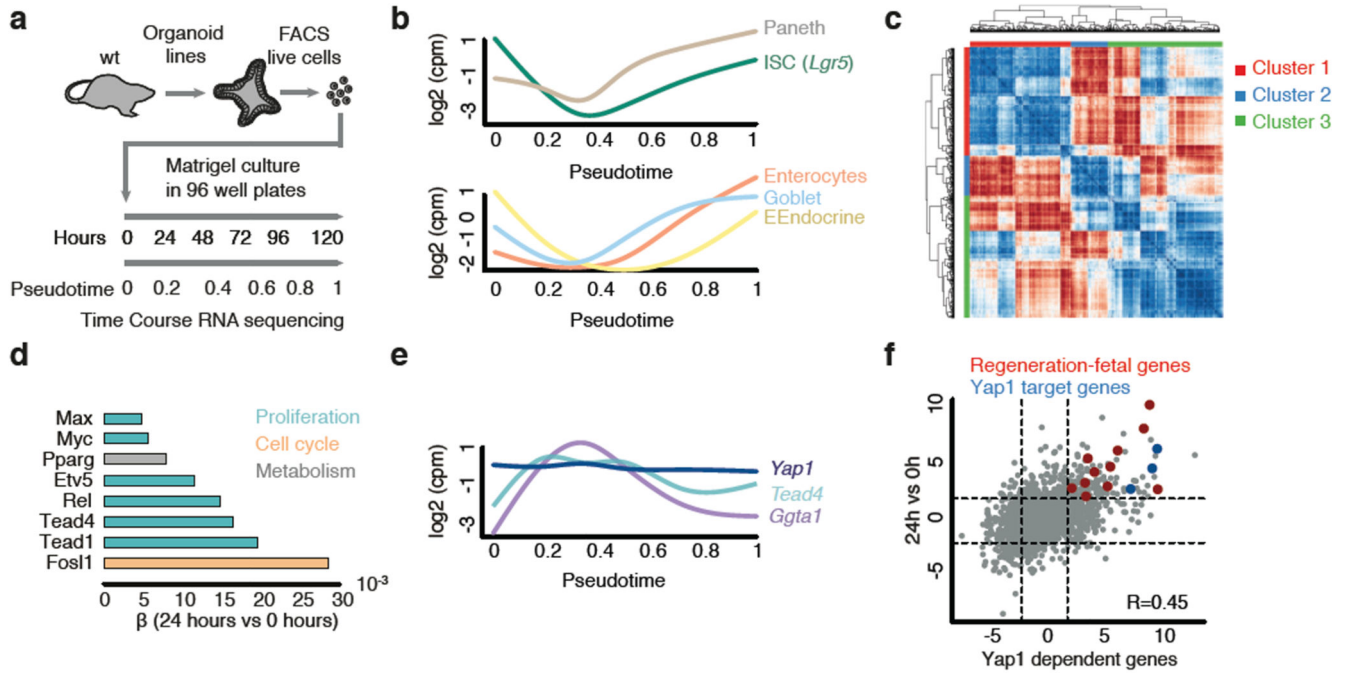 a
wt
Organoid
lines
FACS
live cells
Matrigel culture
in 96 well plates
Hours 0 24 48 72 96 120
Pseudotime 0 0.2 0.4 0.6 0.8 1
Time Course RNA sequencing
b
log2 (cpm)
1
-1
-3
Paneth
ISC (Lgr5)
0 0.2 0.4 0.6 0.8 1
Pseudotime
log2 (cpm)
1
0
-1
-2
Enterocytes
Goblet
EEndocrine
0 0.2 0.4 0.6 0.8 1
Pseudotime
c
Cluster 1
Cluster 2
Cluster 3
d
Max
Myc
Pparg
Etv5
Rel
Tead4
Tead1
Fosl1
Proliferation
Cell cycle
Metabolism
0 5 10 15 20 25 30
10-3
β (24 hours vs 0 hours)
e
log2 (cpm)
1
-1
-3
Yap1
Tead4
Ggta1
0 0.2 0.4 0.6 0.8 1
Pseudotime
f
Regeneration-fetal genes
Yap1 target genes
24h vs 0h
10
5
0
-5
R=0.45
-5 0 5 10
Yap1 dependent genes